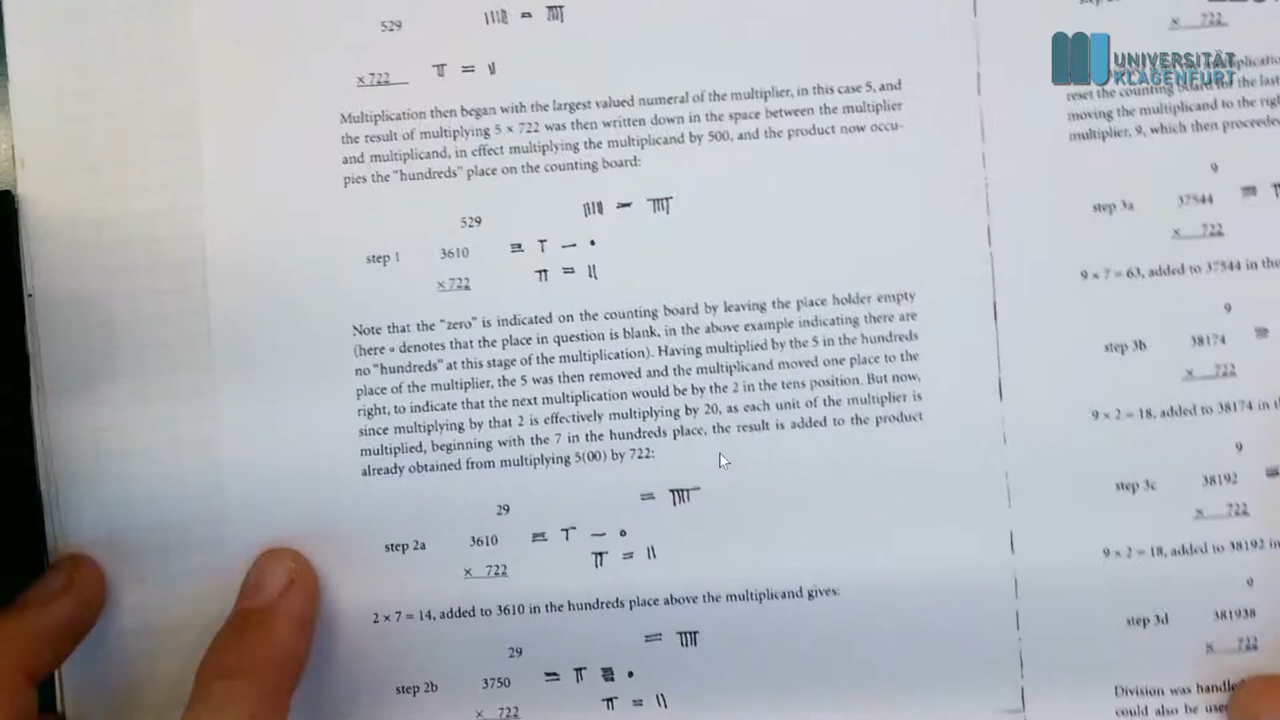 529
× 722
Multiplication then began with the largest valued numeral of the multiplier, in this case 5, and
the result of multiplying 5 × 722 was then written down in the space between the multiplier
and multiplicand, in effect multiplying the multiplicand by 500, and the product now occu-
pies the "hundreds" place on the counting board:
529
step 1 3610
× 722
Note that the "zero" is indicated on the counting board by leaving the place holder empty
(here ∘ denotes that the place in question is blank, in the above example indicating there are
no "hundreds" at this stage of the multiplication). Having multiplied by the 5 in the hundreds
place of the multiplier, the 5 was then removed and the multiplicand moved one place to the
right, to indicate that the next multiplication would be by the 2 in the tens position. But now,
since multiplying by that 2 is effectively multiplying by 20, as each unit of the multiplier is
multiplied, beginning with the 7 in the hundreds place, the result is added to the product
already obtained from multiplying 5(00) by 722:
29
step 2a 3610
× 722
2 × 7 = 14, added to 3610 in the hundreds place above the multiplicand gives:
29
step 2b 3750
× 722
× 722
reset the counting board for the last
moving the multiplicand to the
multiplier, 9, which then
9
step 3a 37544
× 722
9 × 7 = 63, added to 37544 in the
9
step 3b 38174
× 722
9 × 2 = 18, added to 38174 in
9
step 3c 38192
× 722
9 × 2 = 18, added to 38192 in
9
step 3d 381938
× 722
Division was
could also be
UNIVERSITÄT
KLAGENFURT